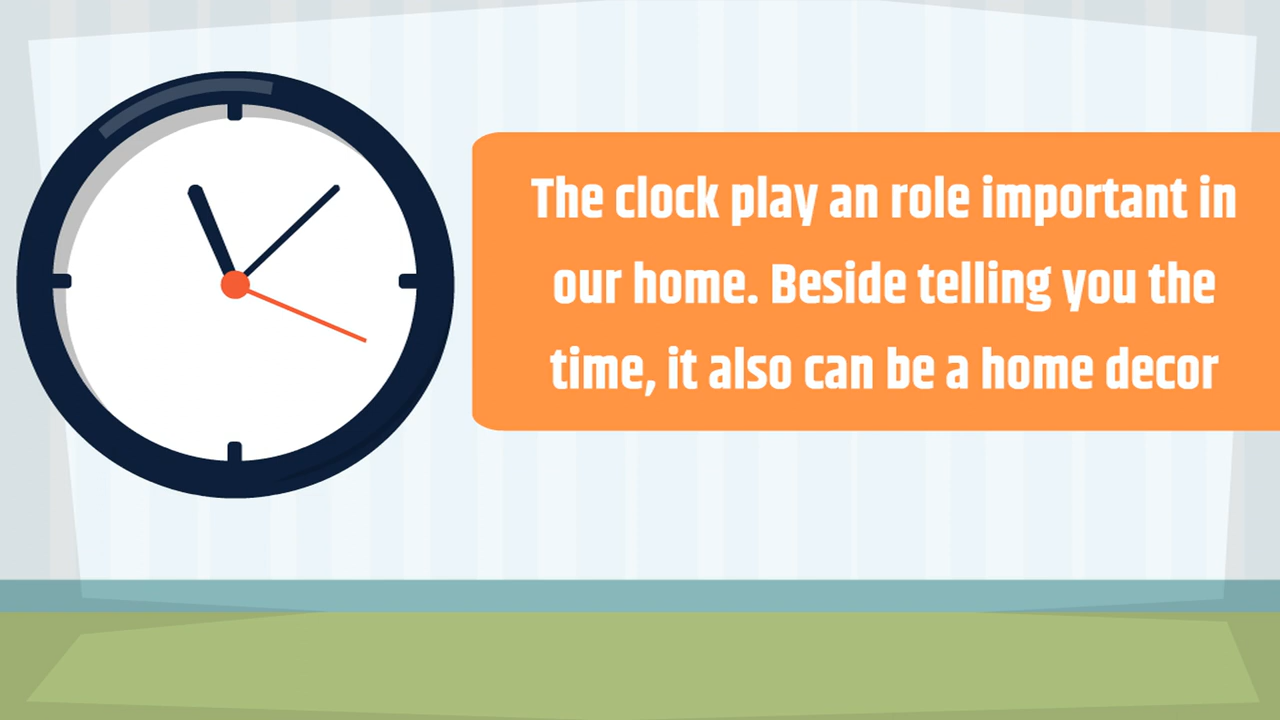 The clock play an role important in
our home. Beside telling you the
time, it also can be a home decor